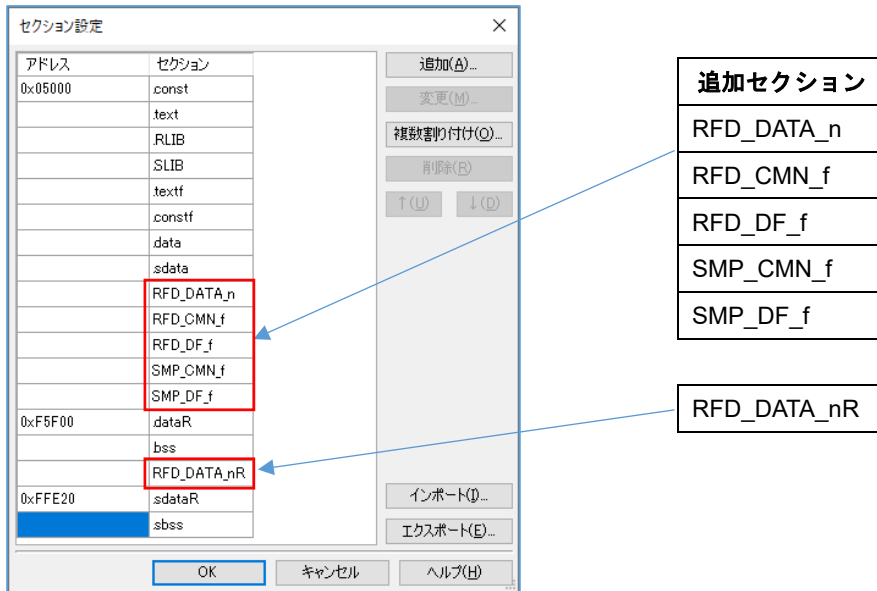 セクション設定
アドレス セクション
0x05000 .const
.text
.RLIB
.SLIB
.textf
.constf
.data
.sdata
RFD_DATA_n
RFD_CMN_f
RFD_DF_f
SMP_CMN_f
SMP_DF_f
0xF5F00 .dataR
.bss
RFD_DATA_nR
0xFFE20 .sdataR
.sbss
追加(A)...
変更(M)...
複数割り付け(O)...
削除(R)
↑(U) ↓(D)
インポート(I)...
エクスポート(E)...
OK キャンセル ヘルプ(H)
追加セクション
RFD_DATA_n
RFD_CMN_f
RFD_DF_f
SMP_CMN_f
SMP_DF_f
RFD_DATA_nR